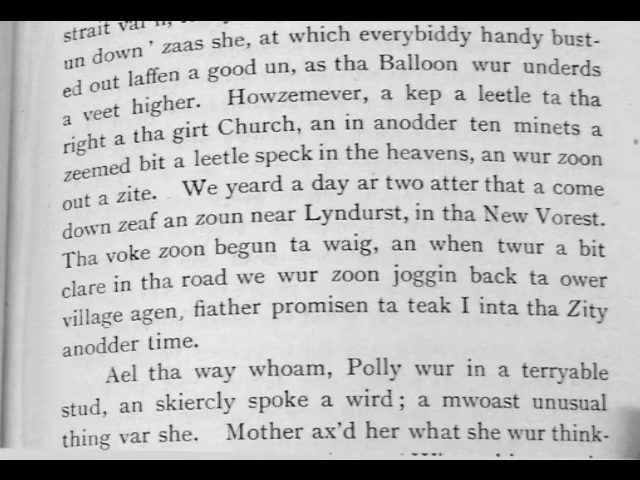 strait var
un down ' zaas she, at which everybiddy handy bust-
ed out laffen a good un, as tha Balloon wur underds
a veet higher. Howzemever, a kep a leetle ta tha
right a tha girt Church, an in anodder ten minets a
zeemed bit a leetle speck in the heavens, an wur zoon
out a zite. We yeard a day ar two atter that a come
down zeaf an zoun near Lyndurst, in tha New Vorest.
Tha voke zoon begun ta waig, an when twur a bit
clare in tha road we wur zoon joggin back ta ower
village agen, fiather promisen ta teak I inta tha Zity
anodder time.
Ael tha way whoam, Polly wur in a terryable
stud, an skiercly spoke a wird ; a mwoast unusual
thing var she. Mother ax'd her what she wur think-